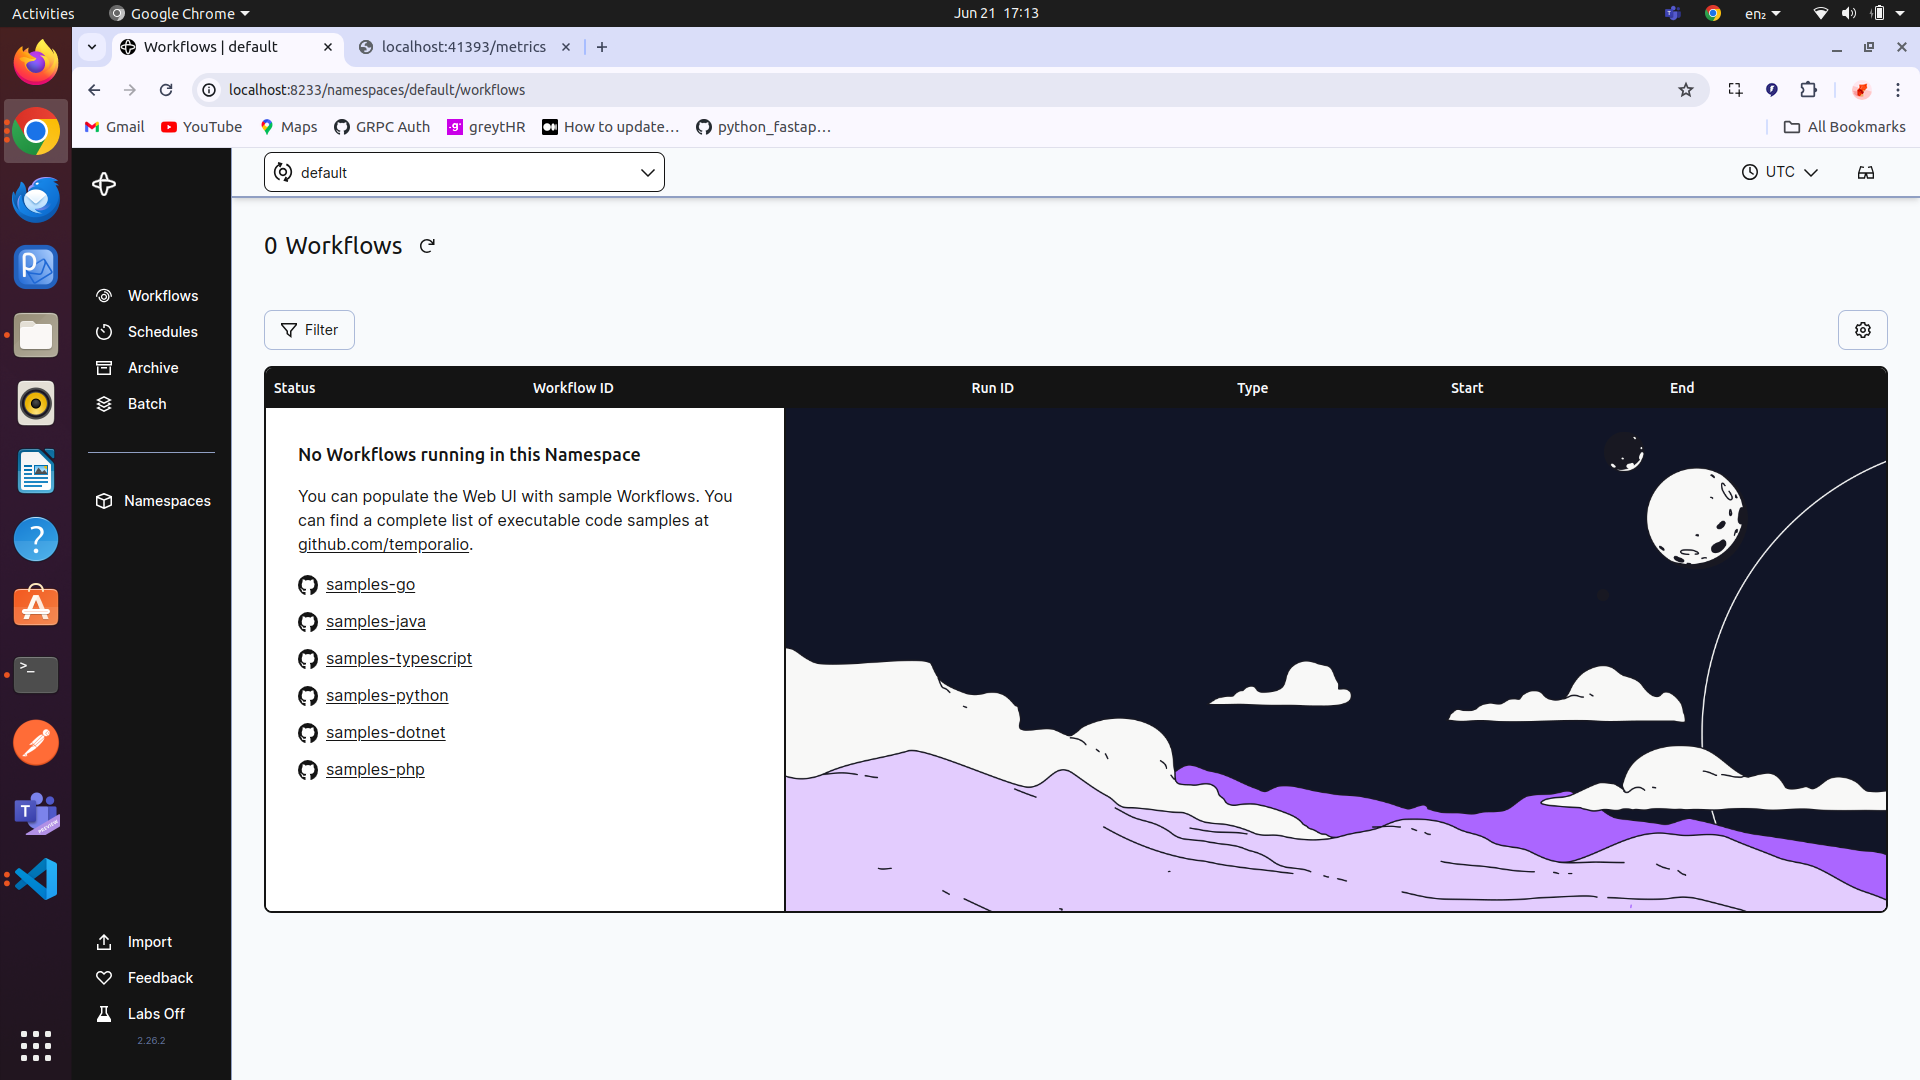 Activities
Google Chrome
Jun 21 17:13
en₂
Workflows | default
localhost:41393/metrics
localhost:8233/namespaces/default/workflows
Gmail
YouTube
Maps
GRPC Auth
greytHR
How to update…
python_fastap…
All Bookmarks
default
UTC
0 Workflows
Workflows
Schedules
Archive
Batch
Namespaces
Import
Feedback
Labs Off
2.26.2
Filter
Status
Workflow ID
Run ID
Type
Start
End
No Workflows running in this Namespace
You can populate the Web UI with sample Workflows. You
can find a complete list of executable code samples at
github.com/temporalio.
samples-go
samples-java
samples-typescript
samples-python
samples-dotnet
samples-php